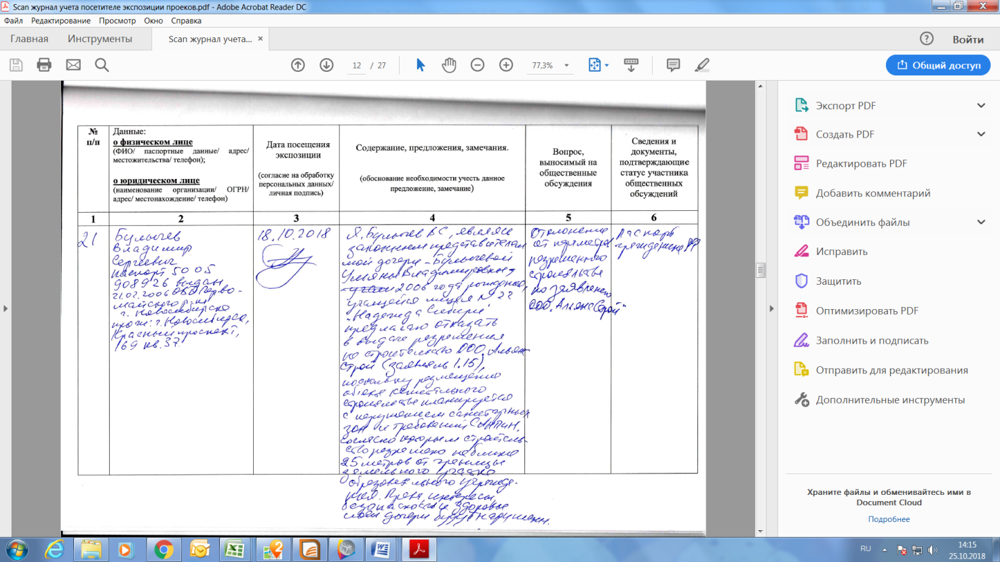 Scan журнал учета посетителе экспозиции проеков.pdf - Adobe Acrobat Reader DC
Файл Редактирование Просмотр Окно Справка
Главная Инструменты Scan журнал учета... × Войти
12 / 27 77,3% Общий доступ
№ п/п
Данные:
о физическом лице
(ФИО/ паспортные данные/ адрес/
местожительства/ телефон);
о юридическом лице
(наименование организации/ ОГРН/
адрес/ местонахождение/ телефон)
Дата посещения
экспозиции
(согласие на обработку
персональных данных/
личная подпись)
Содержание, предложения, замечания.
(обоснование необходимости учесть данное
предложение, замечание)
Вопрос,
выносимый на
общественные
обсуждения
Сведения и
документы,
подтверждающие
статус участника
общественных
обсуждений
1 2 3 4 5 6
21
Булычев
Владимир
Сергеевич
паспорт 50 05
908926 выдан
21.02.2006 ОВД Перво-
майского р-на
г. Новосибирска
прож: г. Новосибирск,
Красный проспект,
169 кв. 37
18.10.2018
Я, Булычев В С, являясь
законным представителем
моей дочери - Булычевой
Ульяны Владимировны,
2006 года рождения,
учащейся лицея № 22
"Надежда Сибири"
предлагаю отказать
в выдаче разрешения
на строительство ООО "Альянс
Строй" (заявитель 1.15),
поскольку размещение
объекта капитального
строительства планируется
с нарушением санитарных
зон и требований СанПиН,
согласно которым строитель-
ство разрешено не ближе
25 метров от границы
земельного участка
образовательного учрежде-
ния. Права, интересы,
безопасность и здоровье
моей дочери будут нарушены.
Отклонение
от параметров
разрешенного
строительства
по заявлению
ООО "АльянсСтрой"
Паспорт
гражданина РФ
Экспорт PDF
Создать PDF
Редактировать PDF
Добавить комментарий
Объединить файлы
Исправить
Защитить
Оптимизировать PDF
Заполнить и подписать
Отправить для редактирования
Дополнительные инструменты
Храните файлы и обменивайтесь ими в
Document Cloud
Подробнее
RU
14:15
25.10.2018